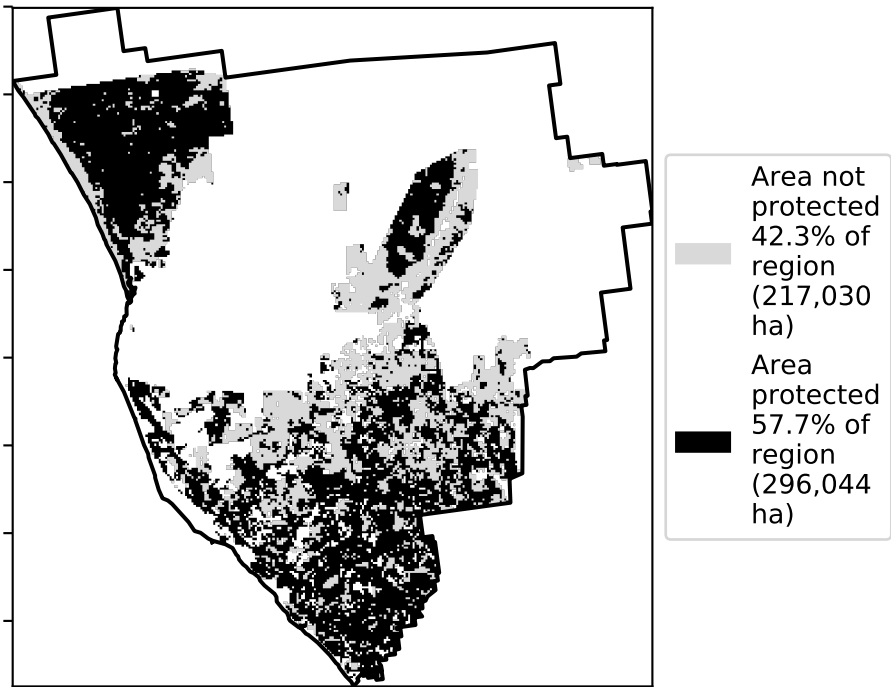 Area not
protected
42.3% of
region
(217,030
ha)
Area
protected
57.7% of
region
(296,044
ha)